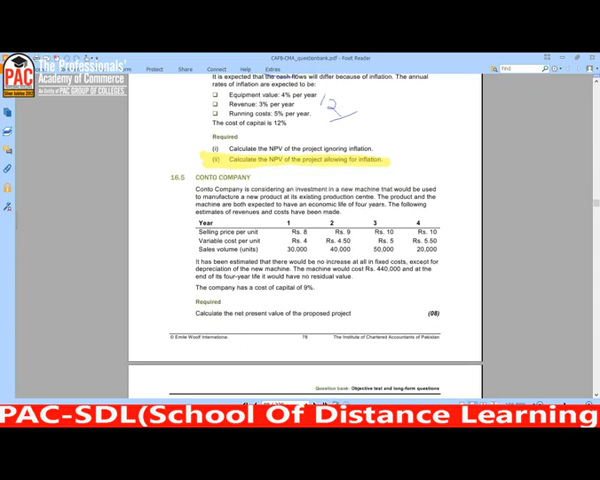 CAFB-CMA_questionbank.pdf - Foxit Reader
The Professionals'
Academy of Commerce
An Entity of PAC GROUP OF COLLEGES
PAC
Protect Share Connect Help Extras
Find
It is expected that the cash flows will differ because of inflation. The annual
rates of inflation are expected to be:
❑ Equipment value: 4% per year
❑ Revenue: 3% per year
❑ Running costs: 5% per year.
12
The cost of capital is 12%
Required
(i) Calculate the NPV of the project ignoring inflation.
(ii) Calculate the NPV of the project allowing for inflation.
16.5 CONTO COMPANY
Conto Company is considering an investment in a new machine that would be used
to manufacture a new product at its existing production centre. The product and the
machine are both expected to have an economic life of four years. The following
estimates of revenues and costs have been made.
Year 1 2 3 4
Selling price per unit Rs. 8 Rs. 9 Rs. 10 Rs. 10
Variable cost per unit Rs. 4 Rs. 4.50 Rs. 5 Rs. 5.50
Sales volume (units) 30,000 40,000 50,000 20,000
It has been estimated that there would be no increase at all in fixed costs, except for
depreciation of the new machine. The machine would cost Rs. 440,000 and at the
end of its four-year life it would have no residual value.
The company has a cost of capital of 9%.
Required
Calculate the net present value of the proposed project (08)
© Emile Woolf International 78 The Institute of Chartered Accountants of Pakistan
Question bank: Objective test and long-form questions
PAC-SDL(School Of Distance Learning